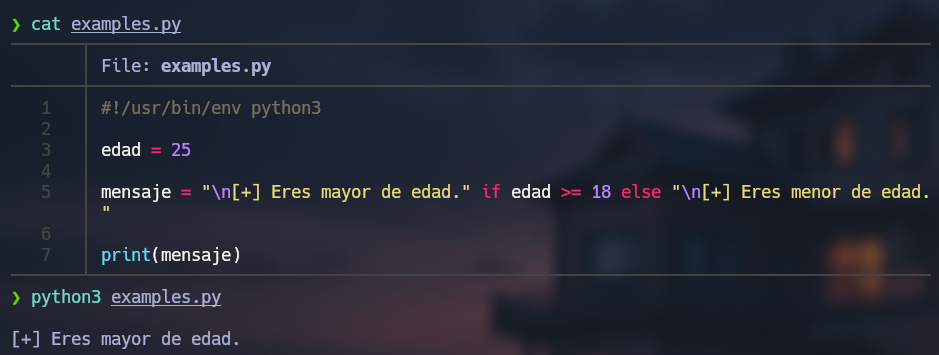 ❯ cat examples.py
File: examples.py
1 #!/usr/bin/env python3
2
3 edad = 25
4
5 mensaje = "\n[+] Eres mayor de edad." if edad >= 18 else "\n[+] Eres menor de edad.
"
6
7 print(mensaje)
❯ python3 examples.py
[+] Eres mayor de edad.